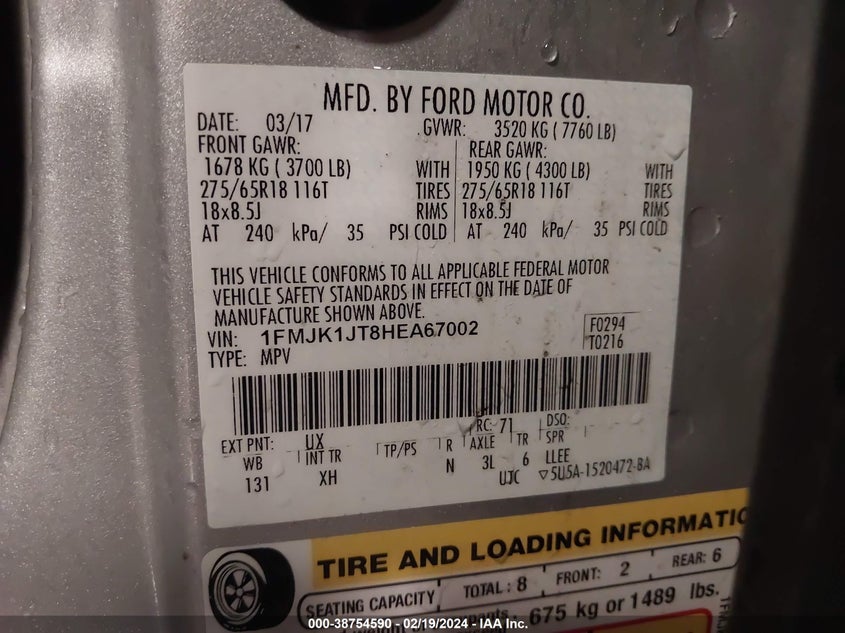 MFD. BY FORD MOTOR CO.
DATE: 03/17 GVWR: 3520 KG ( 7760 LB)
FRONT GAWR: REAR GAWR:
1678 KG ( 3700 LB) WITH 1950 KG ( 4300 LB) WITH
275/65R18 116T TIRES 275/65R18 116T TIRES
18x8.5J RIMS 18x8.5J RIMS
AT 240 kPa/ 35 PSI COLD AT 240 kPa/ 35 PSI COLD
THIS VEHICLE CONFORMS TO ALL APPLICABLE FEDERAL MOTOR
VEHICLE SAFETY STANDARDS IN EFFECT ON THE DATE OF
MANUFACTURE SHOWN ABOVE.
VIN: 1FMJK1JT8HEA67002 F0294
TYPE: MPV T0216
EXT PNT: UX RC: 71 DSO:
WB INT TR TP/PS R AXLE TR SPR
131 XH N 3L 6 LLEE
UJC ▽5U5A-1520472-BA
TIRE AND LOADING INFORMATIO
SEATING CAPACITY TOTAL: 8 FRONT: 2 REAR: 6
675 kg or 1489 lbs.
000-38754590 - 02/19/2024 - IAA Inc.